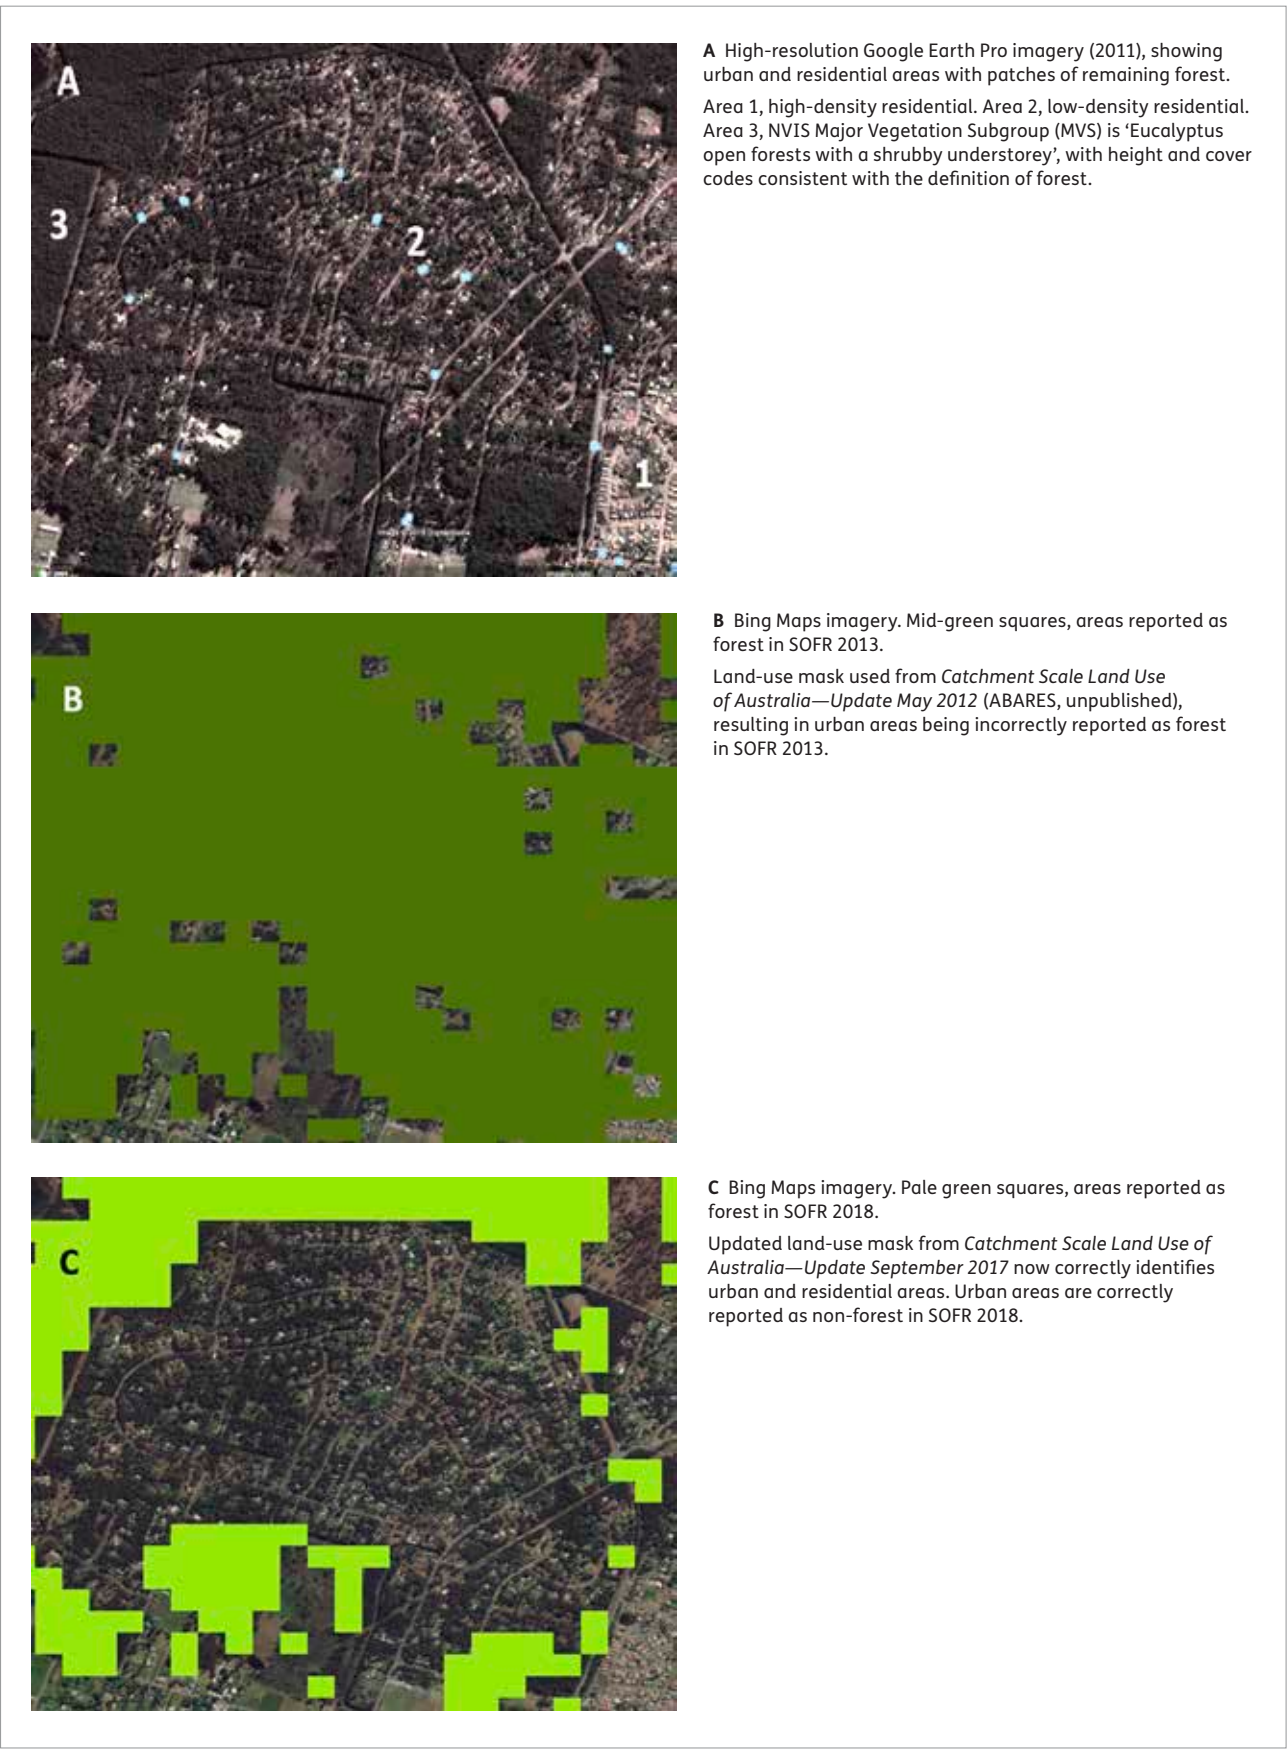 A
3
2
1
A High-resolution Google Earth Pro imagery (2011), showing
urban and residential areas with patches of remaining forest.
Area 1, high-density residential. Area 2, low-density residential.
Area 3, NVIS Major Vegetation Subgroup (MVS) is ‘Eucalyptus
open forests with a shrubby understorey’, with height and cover
codes consistent with the definition of forest.
B
B Bing Maps imagery. Mid-green squares, areas reported as
forest in SOFR 2013.
Land-use mask used from Catchment Scale Land Use
of Australia—Update May 2012 (ABARES, unpublished),
resulting in urban areas being incorrectly reported as forest
in SOFR 2013.
C
C Bing Maps imagery. Pale green squares, areas reported as
forest in SOFR 2018.
Updated land-use mask from Catchment Scale Land Use of
Australia—Update September 2017 now correctly identifies
urban and residential areas. Urban areas are correctly
reported as non-forest in SOFR 2018.